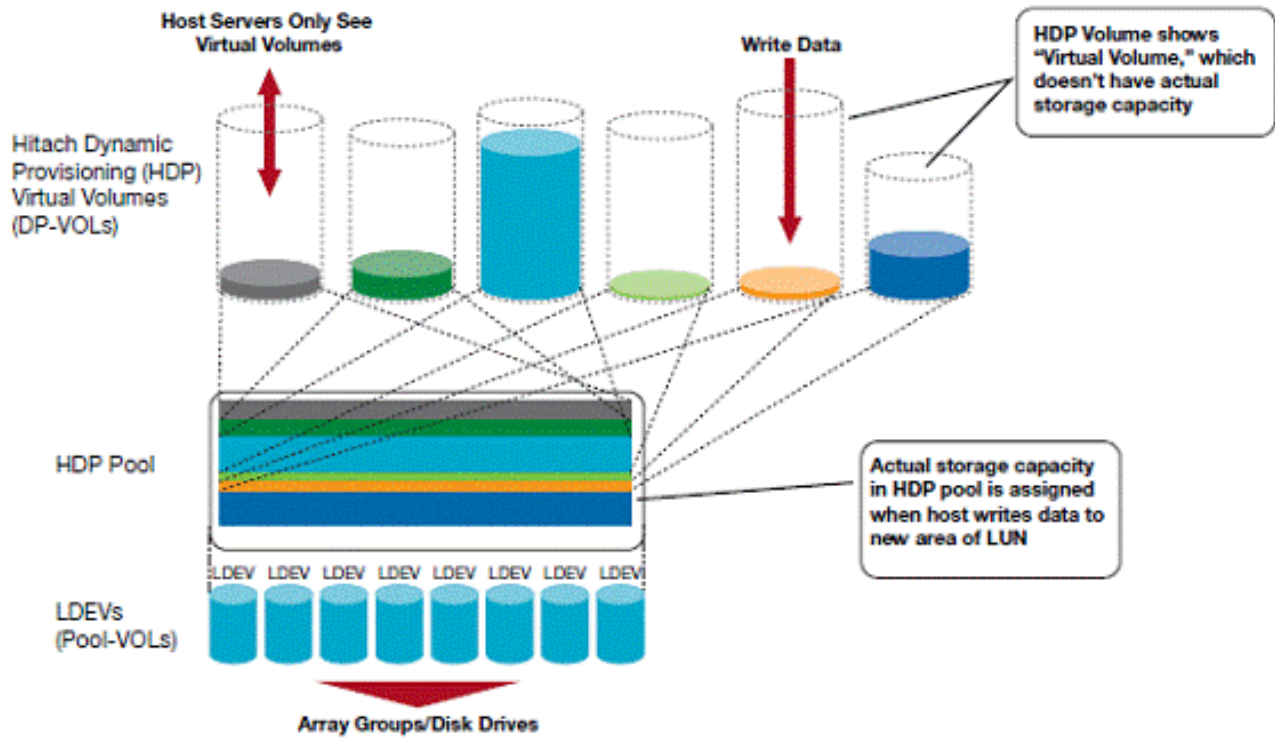 Host Servers Only See
Virtual Volumes
Write Data
HDP Volume shows
“Virtual Volume,” which
doesn’t have actual
storage capacity
Hitach Dynamic
Provisioning (HDP)
Virtual Volumes
(DP-VOLs)
HDP Pool
Actual storage capacity
in HDP pool is assigned
when host writes data to
new area of LUN
LDEV LDEV LDEV LDEV LDEV LDEV LDEV LDEV
LDEVs
(Pool-VOLs)
Array Groups/Disk Drives